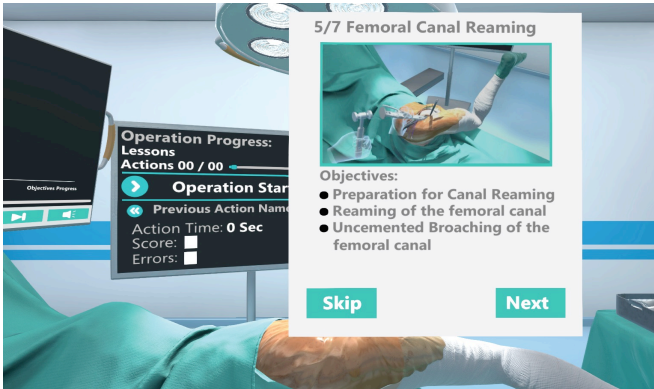 5/7 Femoral Canal Reaming
Operation Progress:
Lessons
Actions 00 / 00
Operation Star
Previous Action Name
Action Time: 0 Sec
Score:
Errors:
Objectives Progress
Objectives:
Preparation for Canal Reaming
Reaming of the femoral canal
Uncemented Broaching of the
femoral canal
Skip
Next